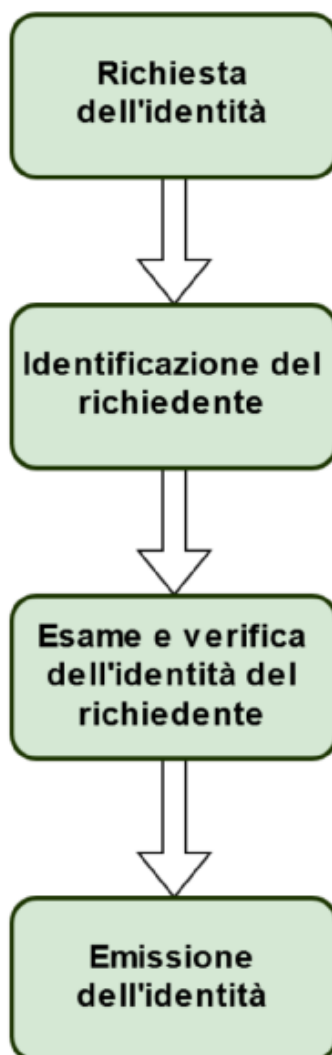 Richiesta
dell'identità
Identificazione del
richiedente
Esame e verifica
dell'identità del
richiedente
Emissione
dell'identità